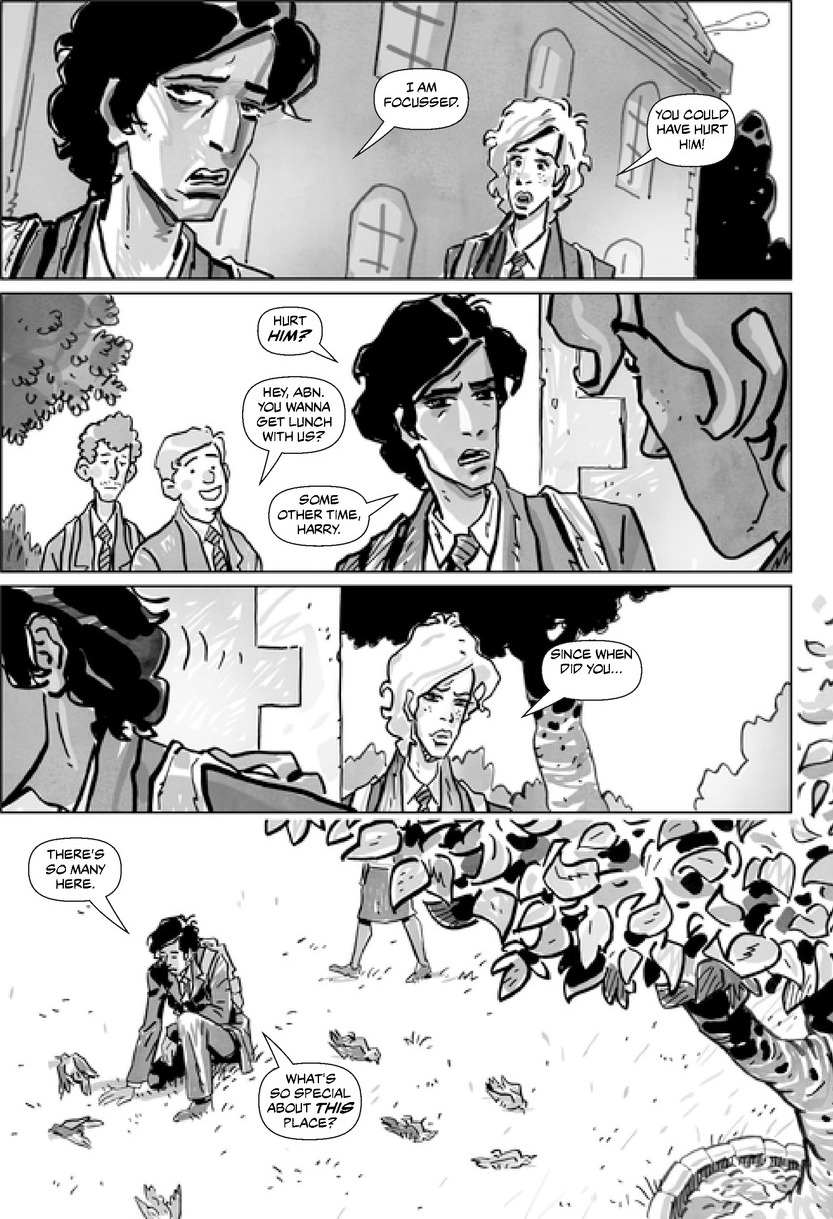 I AM
FOCUSSED.
YOU COULD
HAVE HURT
HIM!
HURT
HIM?
HEY, ABN.
YOU WANNA
GET LUNCH
WITH US?
SOME
OTHER TIME,
HARRY.
SINCE WHEN
DID YOU...
THERE'S
SO MANY
HERE.
WHAT'S
SO SPECIAL
ABOUT THIS
PLACE?